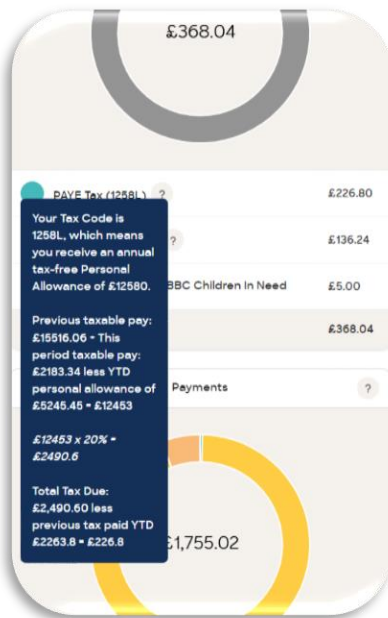 £368.04
PAYE Tax (1258L) ? £226.80
? £136.24
BBC Children In Need £5.00
£368.04
Your Tax Code is
1258L, which means
you receive an annual
tax-free Personal
Allowance of £12580.
Previous taxable pay:
£15516.06 + This
period taxable pay:
£2183.34 less YTD
personal allowance of
£5245.45 = £12453
£12453 x 20% =
£2490.6
Total Tax Due:
£2,490.60 less
previous tax paid YTD
£2263.8 = £226.8
Payments ?
£1,755.02